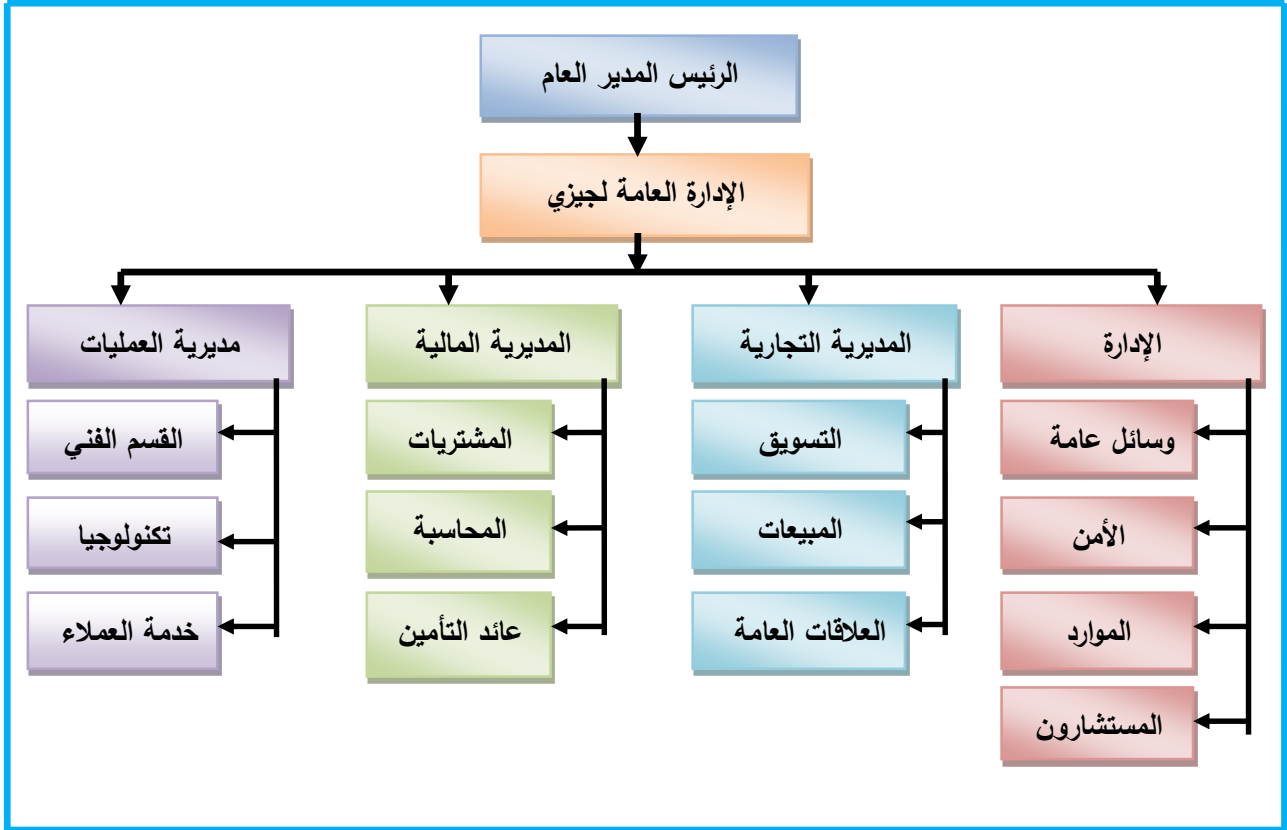 الرئيس المدير العام
الإدارة العامة لجيزي
الإدارة
المديرية التجارية
المديرية المالية
مديرية العمليات
وسائل عامة
التسويق
المشتريات
القسم الفني
الأمن
المبيعات
المحاسبة
تكنولوجيا
الموارد
العلاقات العامة
عائد التأمين
خدمة العملاء
المستشارون